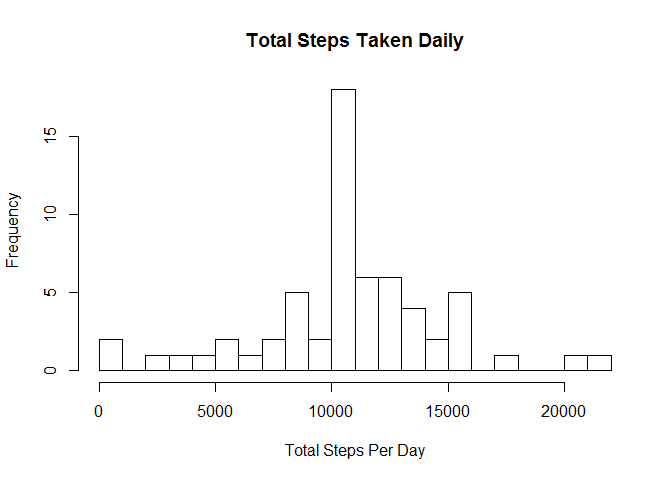 Total Steps Taken Daily
Frequency
15
10
5
0
0 5000 10000 15000 20000
Total Steps Per Day